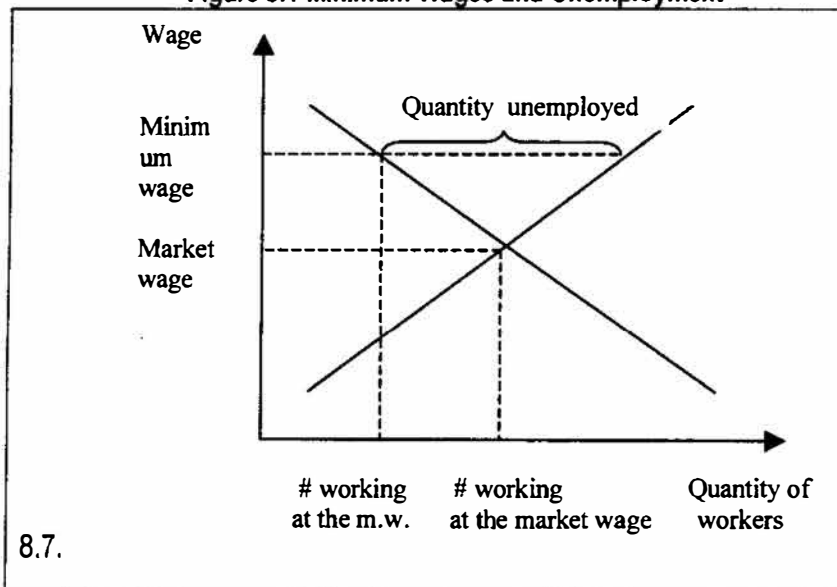 Wage
Quantity unemployed
Minim
um
wage
Market
wage
# working
at the m.w.
# working
at the market wage
Quantity of
workers
8.7.